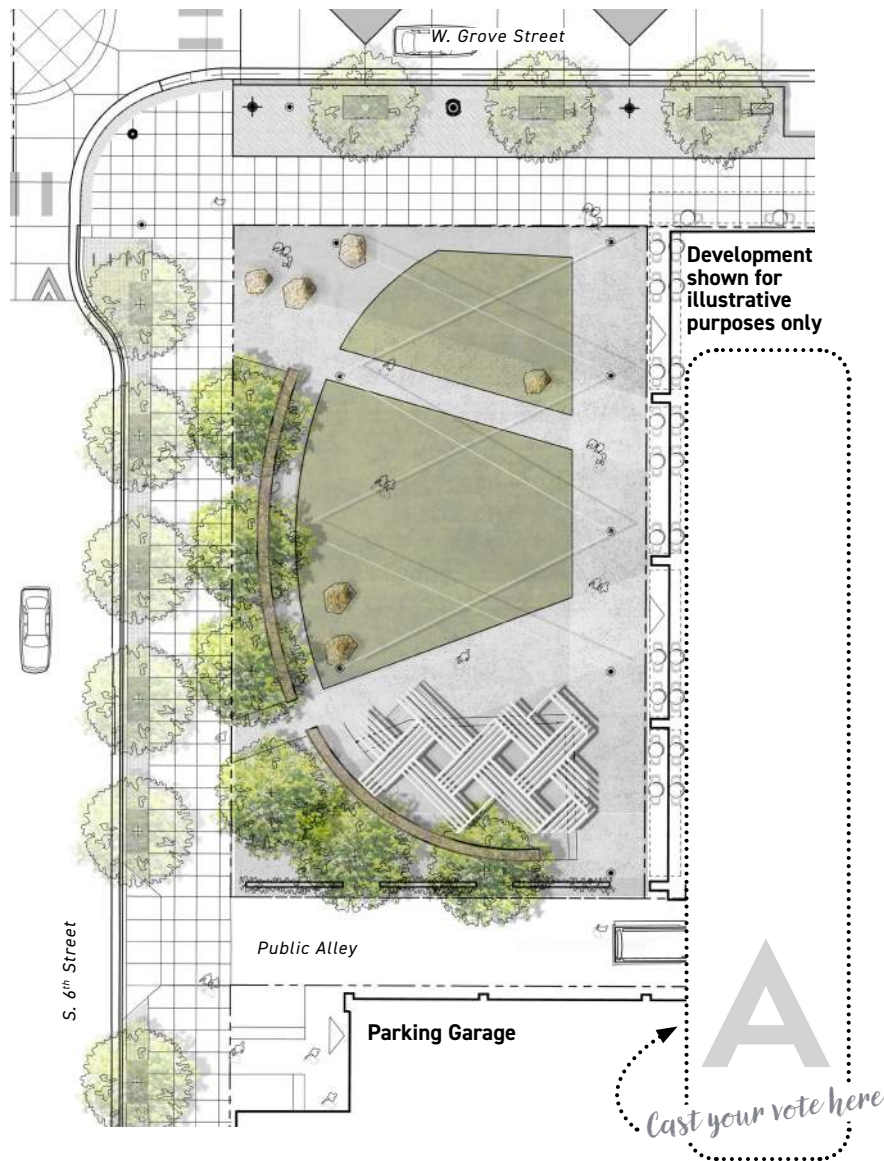 W. Grove Street
Development
shown for
illustrative
purposes only
S. 6th Street
Public Alley
Parking Garage
A
Cast your vote here